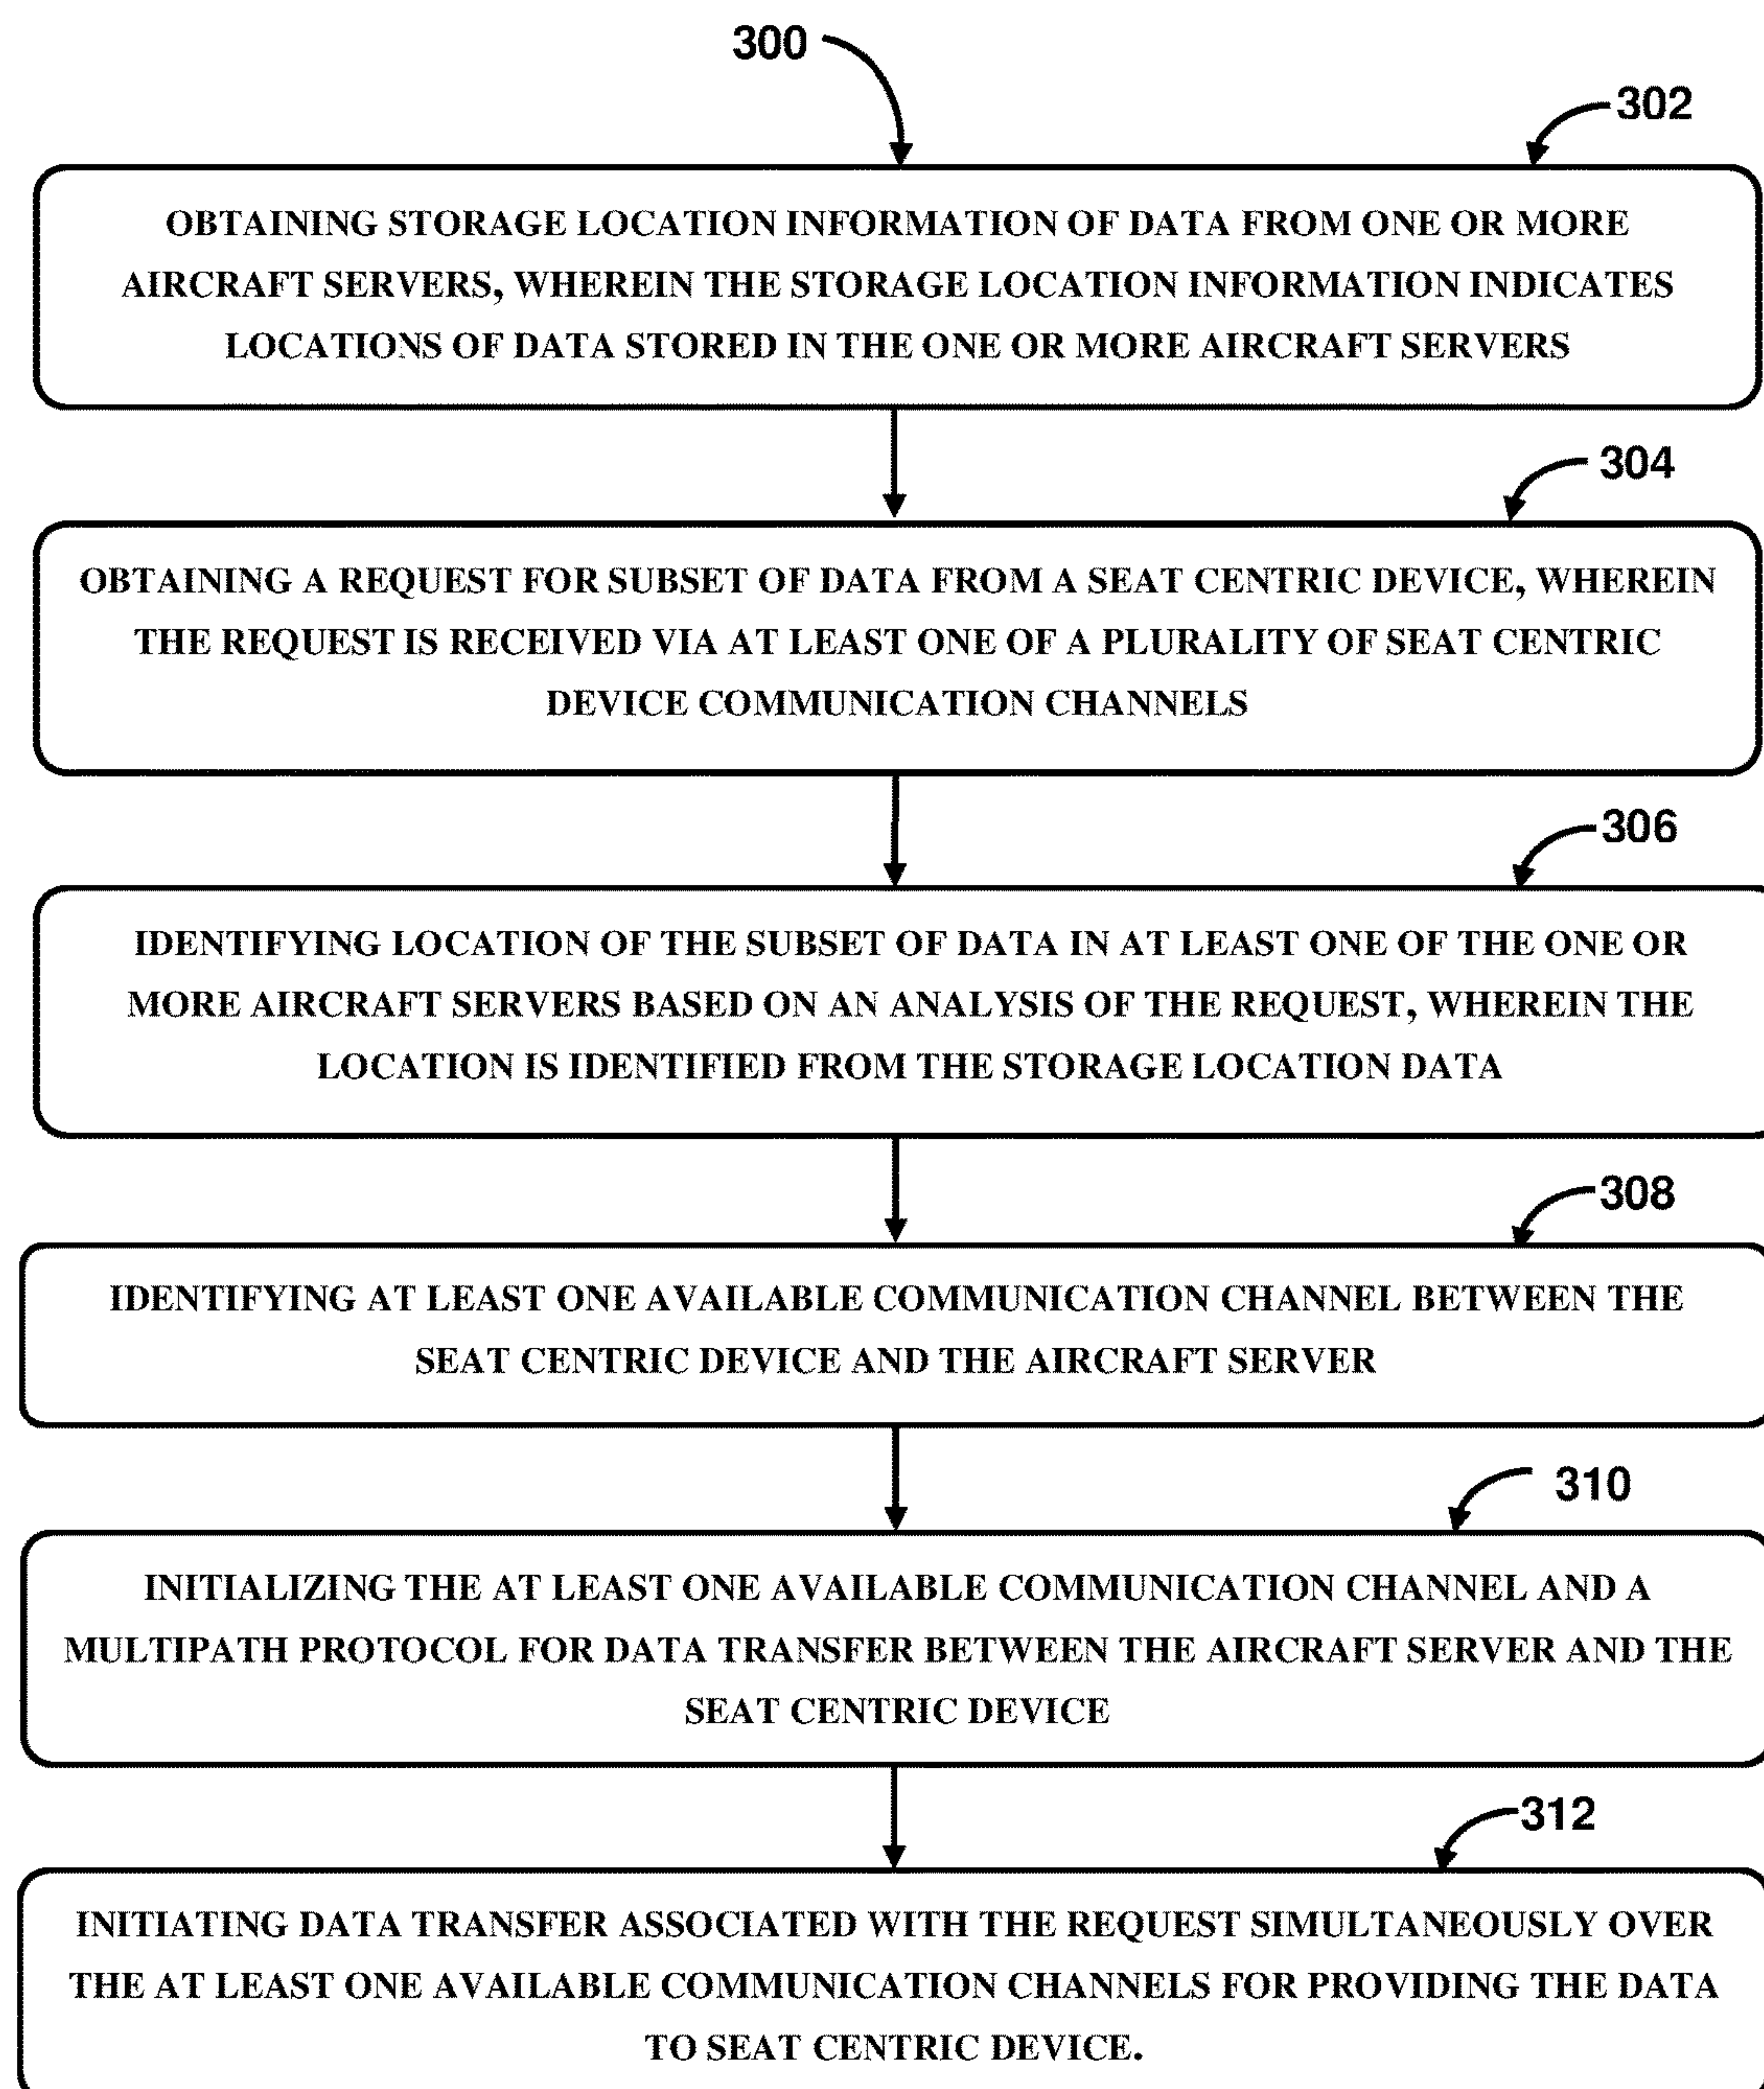 300
302
OBTAINING STORAGE LOCATION INFORMATION OF DATA FROM ONE OR MORE
AIRCRAFT SERVERS, WHEREIN THE STORAGE LOCATION INFORMATION INDICATES
LOCATIONS OF DATA STORED IN THE ONE OR MORE AIRCRAFT SERVERS
304
OBTAINING A REQUEST FOR SUBSET OF DATA FROM A SEAT CENTRIC DEVICE, WHEREIN
THE REQUEST IS RECEIVED VIA AT LEAST ONE OF A PLURALITY OF SEAT CENTRIC
DEVICE COMMUNICATION CHANNELS
306
IDENTIFYING LOCATION OF THE SUBSET OF DATA IN AT LEAST ONE OF THE ONE OR
MORE AIRCRAFT SERVERS BASED ON AN ANALYSIS OF THE REQUEST, WHEREIN THE
LOCATION IS IDENTIFIED FROM THE STORAGE LOCATION DATA
308
IDENTIFYING AT LEAST ONE AVAILABLE COMMUNICATION CHANNEL BETWEEN THE
SEAT CENTRIC DEVICE AND THE AIRCRAFT SERVER
310
INITIALIZING THE AT LEAST ONE AVAILABLE COMMUNICATION CHANNEL AND A
MULTIPATH PROTOCOL FOR DATA TRANSFER BETWEEN THE AIRCRAFT SERVER AND THE
SEAT CENTRIC DEVICE
312
INITIATING DATA TRANSFER ASSOCIATED WITH THE REQUEST SIMULTANEOUSLY OVER
THE AT LEAST ONE AVAILABLE COMMUNICATION CHANNELS FOR PROVIDING THE DATA
TO SEAT CENTRIC DEVICE.